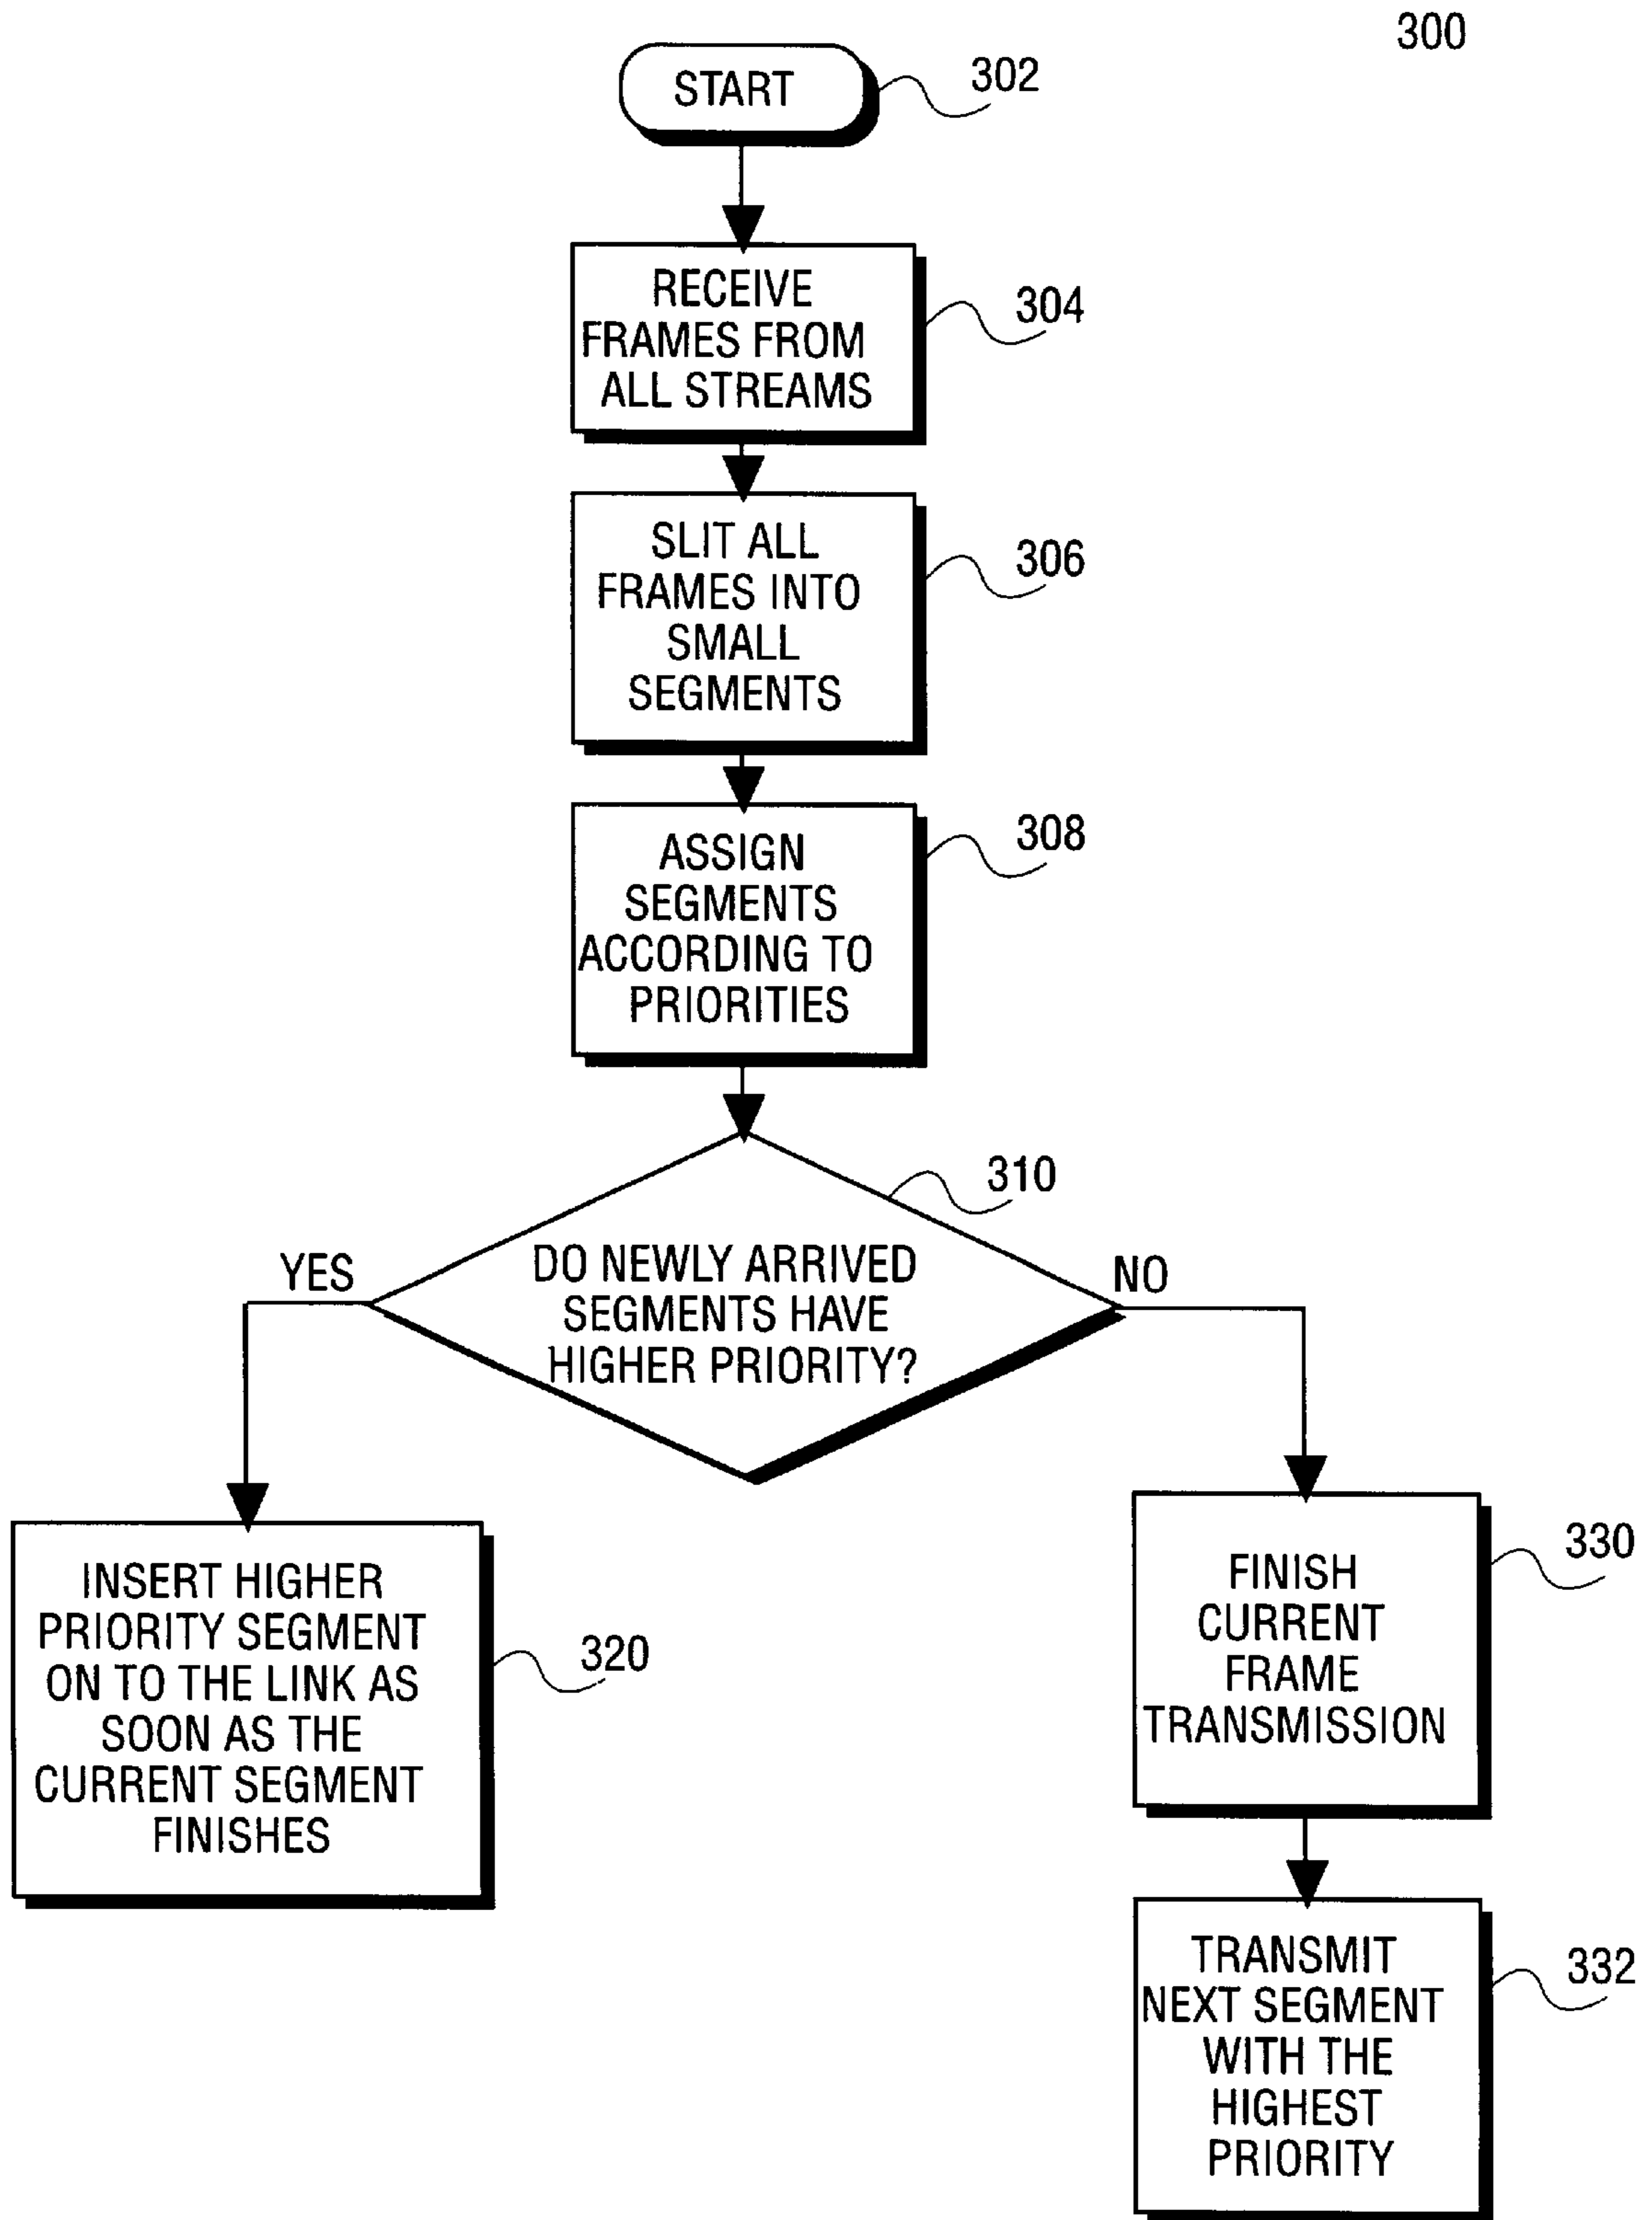 300
START
302
RECEIVE
FRAMES FROM
ALL STREAMS
304
SLIT ALL
FRAMES INTO
SMALL
SEGMENTS
306
ASSIGN
SEGMENTS
ACCORDING TO
PRIORITIES
308
310
DO NEWLY ARRIVED
SEGMENTS HAVE
HIGHER PRIORITY?
YES
NO
INSERT HIGHER
PRIORITY SEGMENT
ON TO THE LINK AS
SOON AS THE
CURRENT SEGMENT
FINISHES
320
FINISH
CURRENT
FRAME
TRANSMISSION
330
TRANSMIT
NEXT SEGMENT
WITH THE
HIGHEST
PRIORITY
332